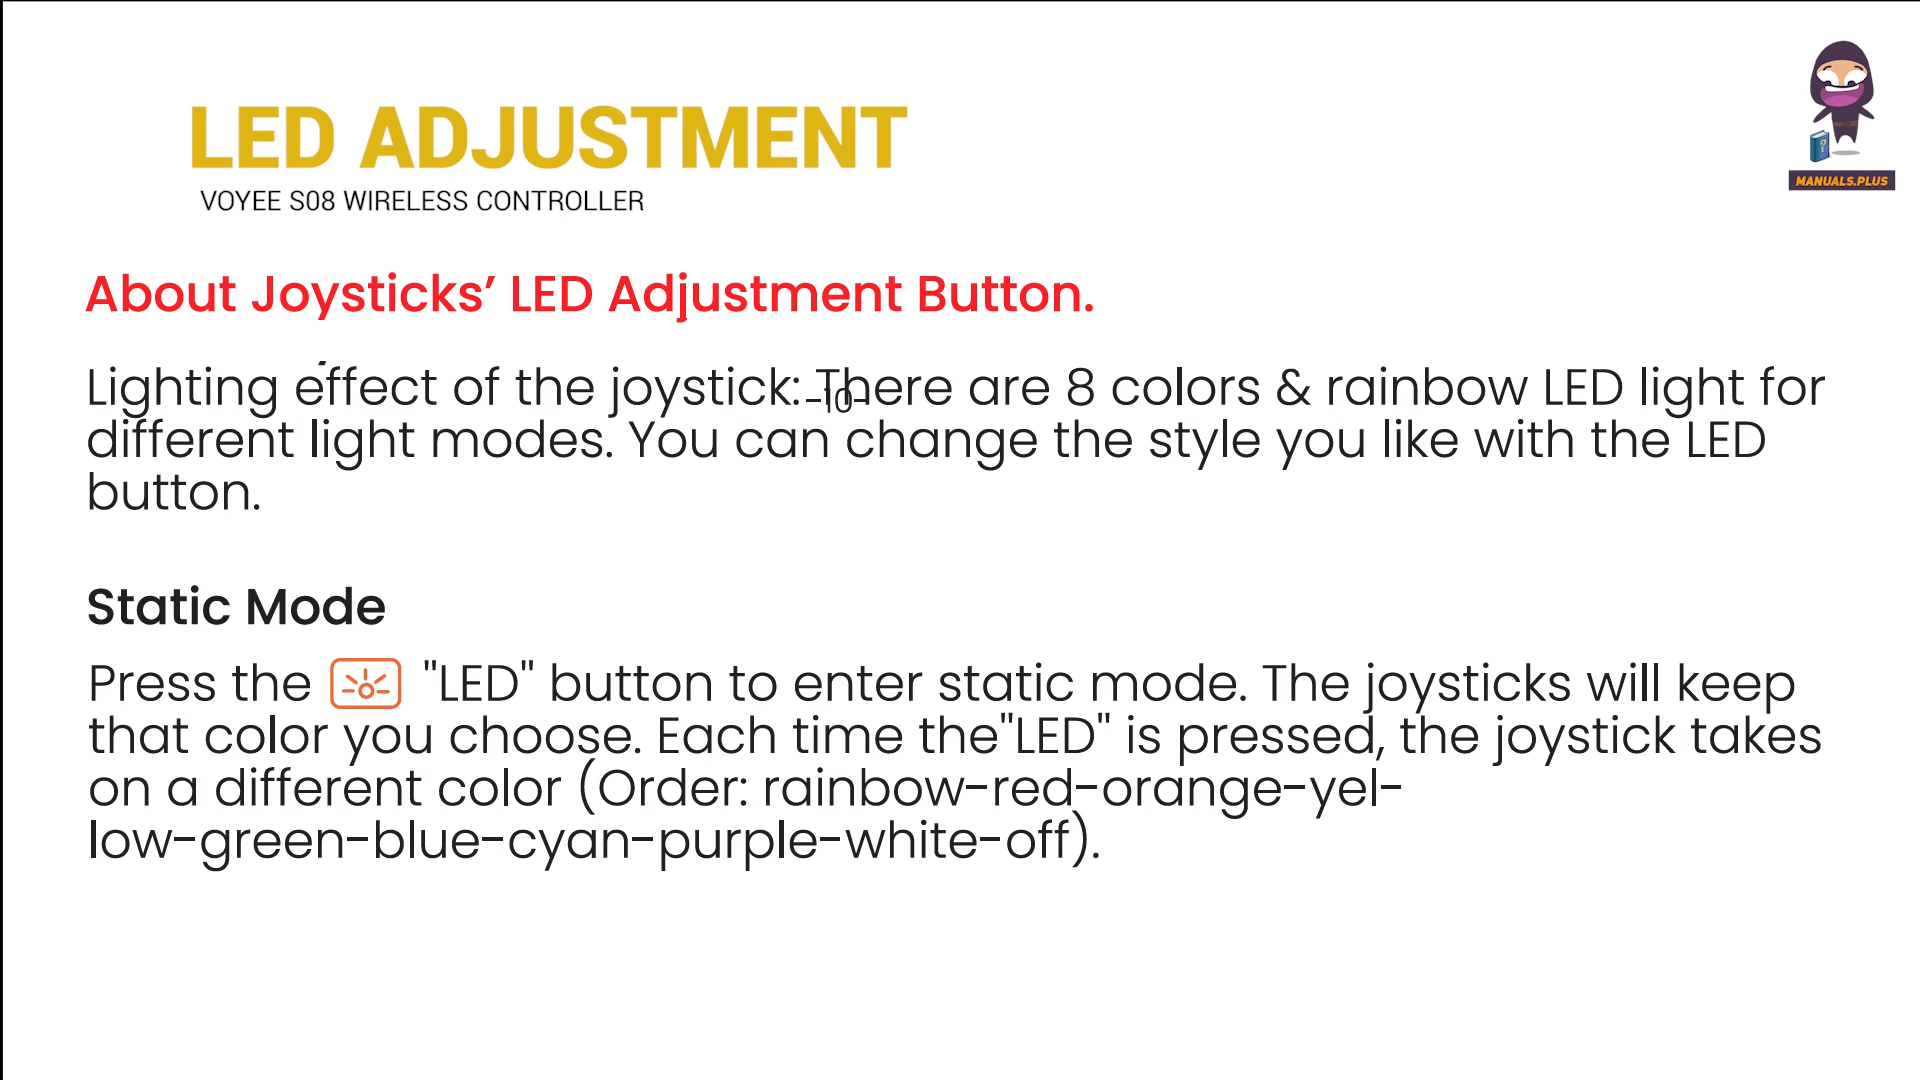 LED ADJUSTMENT
VOYEE S08 WIRELESS CONTROLLER
MANUALS.PLUS
About Joysticks’ LED Adjustment Button.
Lighting effect of the joystick: There are 8 colors & rainbow LED light for
-10-
different light modes. You can change the style you like with the LED
button.
Static Mode
Press the "LED" button to enter static mode. The joysticks will keep
that color you choose. Each time the"LED" is pressed, the joystick takes
on a different color (Order: rainbow-red-orange-yel-
low-green-blue-cyan-purple-white-off).